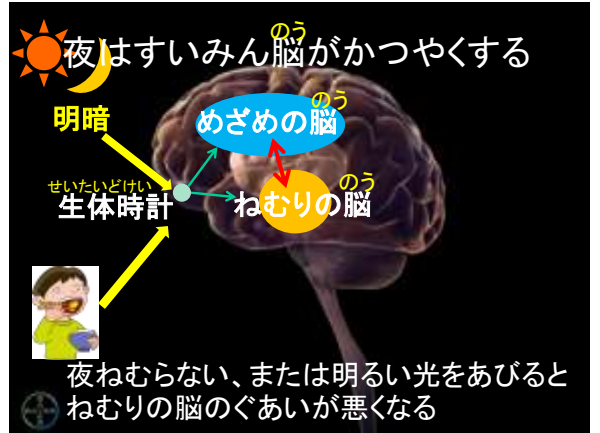 のう
夜はすいみん脳がかつやくする
明暗
のう
めざめの脳
せいたいどけい
生体時計
のう
ねむりの脳
夜ねむらない、または明るい光をあびると
ねむりの脳のぐあいが悪くなる